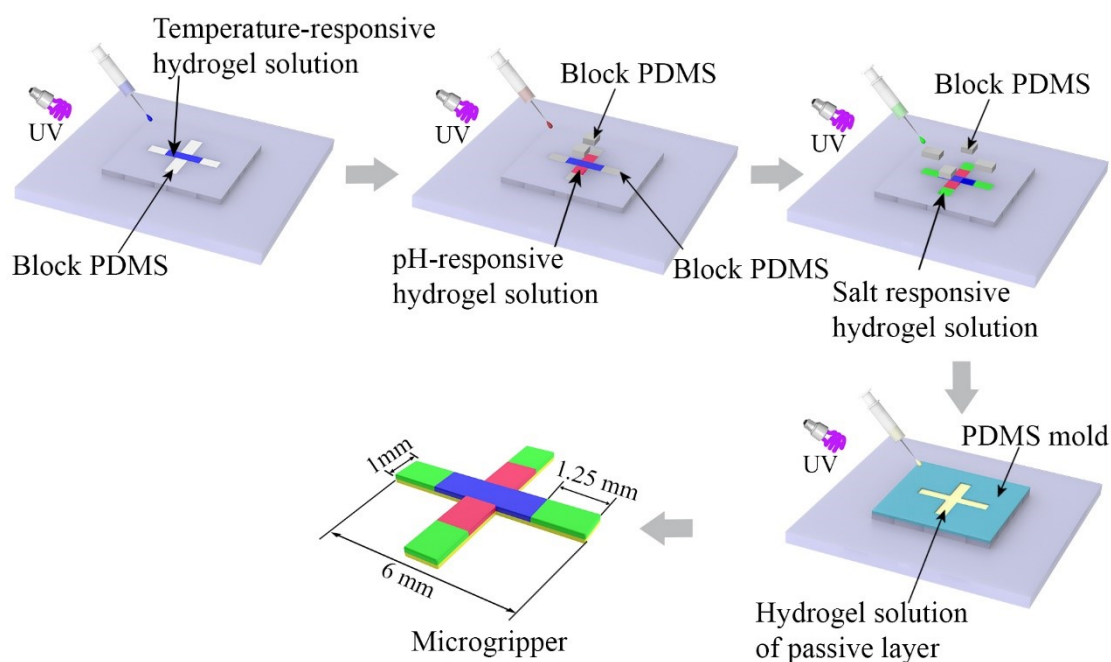 Temperature-responsive
hydrogel solution
UV
Block PDMS
Block PDMS
UV
pH-responsive
hydrogel solution
Block PDMS
Block PDMS
UV
Salt responsive
hydrogel solution
PDMS mold
UV
Hydrogel solution
of passive layer
1mm
1.25 mm
6 mm
Microgripper